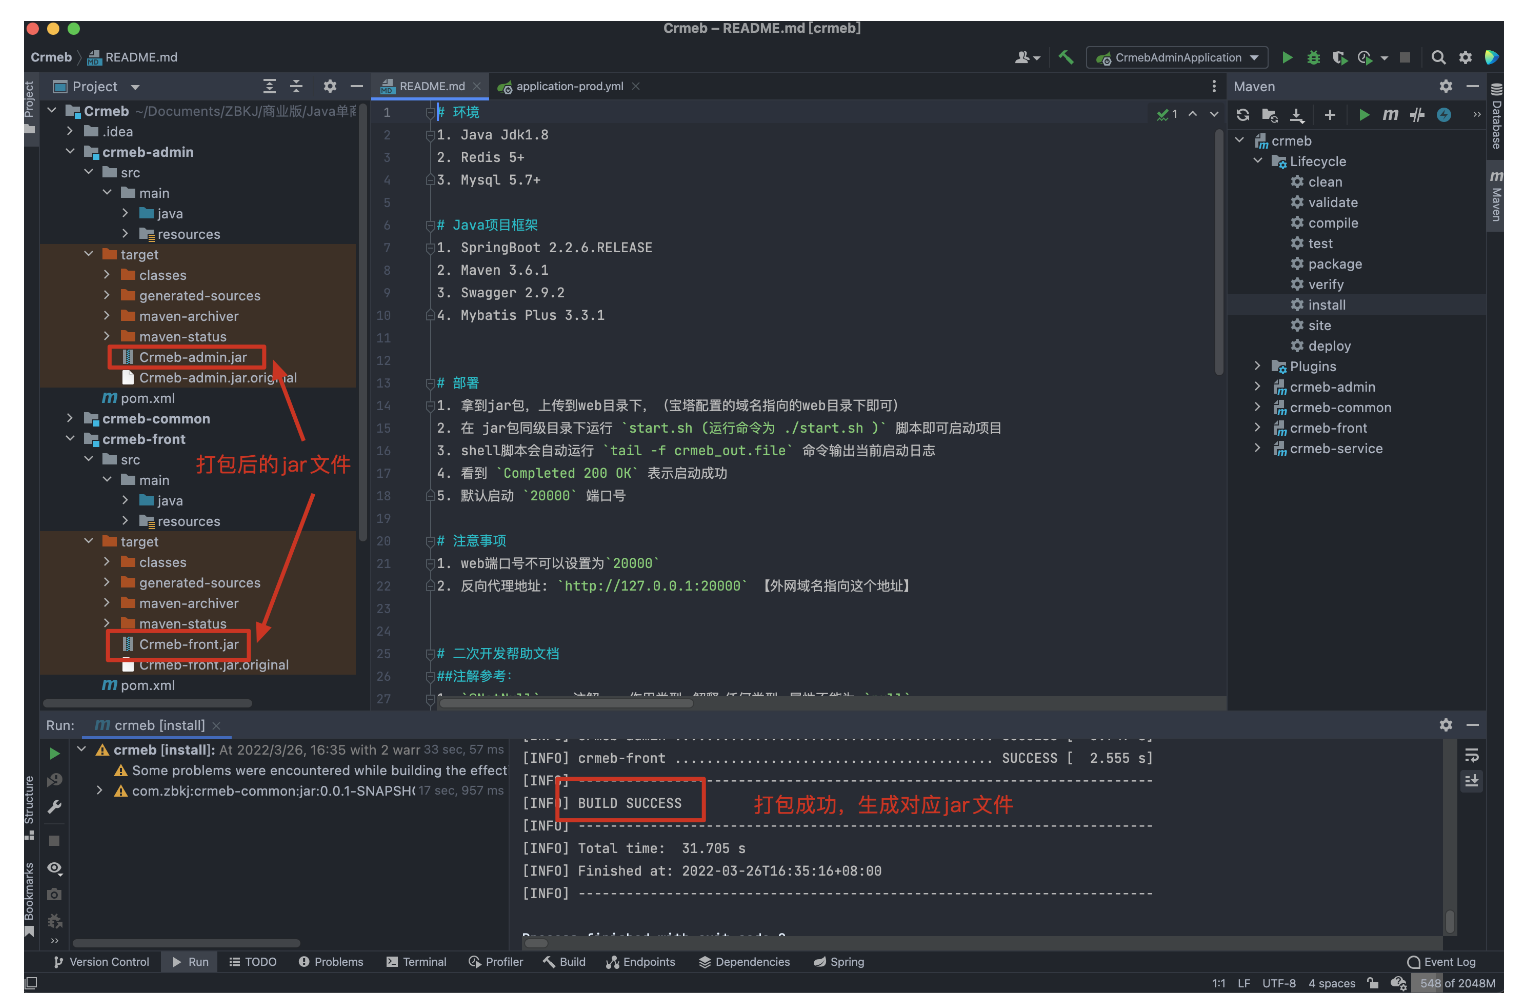 Crmeb – README.md [crmeb]
Crmeb
README.md
CrmebAdminApplication
Project
README.md
application-prod.yml
Maven
Project
Crmeb ~/Documents/ZBKJ/商业版/Java单商
.idea
crmeb-admin
src
main
java
resources
target
classes
generated-sources
maven-archiver
maven-status
Crmeb-admin.jar
Crmeb-admin.jar.original
pom.xml
crmeb-common
crmeb-front
src
打包后的jar文件
main
java
resources
target
classes
generated-sources
maven-archiver
maven-status
Crmeb-front.jar
Crmeb-front.jar.original
pom.xml
1 # 环境
2 1. Java Jdk1.8
3 2. Redis 5+
4 3. Mysql 5.7+
5
6 # Java项目框架
7 1. SpringBoot 2.2.6.RELEASE
8 2. Maven 3.6.1
9 3. Swagger 2.9.2
10 4. Mybatis Plus 3.3.1
11
12
13 # 部署
14 1. 拿到jar包，上传到web目录下，（宝塔配置的域名指向的web目录下即可）
15 2. 在 jar包同级目录下运行 `start.sh (运行命令为 ./start.sh )` 脚本即可启动项目
16 3. shell脚本会自动运行 `tail -f crmeb_out.file` 命令输出当前启动日志
17 4. 看到 `Completed 200 OK` 表示启动成功
18 5. 默认启动 `20000` 端口号
19
20 # 注意事项
21 1. web端口号不可以设置为`20000`
22 2. 反向代理地址: `http://127.0.0.1:20000` 【外网域名指向这个地址】
23
24
25 # 二次开发帮助文档
26 ##注解参考:
27
1
crmeb
Lifecycle
clean
validate
compile
test
package
verify
install
site
deploy
Plugins
crmeb-admin
crmeb-common
crmeb-front
crmeb-service
Database
Maven
Run: crmeb [install]
crmeb [install]: At 2022/3/26, 16:35 with 2 warr 33 sec, 57 ms
Some problems were encountered while building the effect
com.zbkj:crmeb-common:jar:0.0.1-SNAPSH 17 sec, 957 ms
[INFO] crmeb-front ..................................... SUCCESS [  2.555 s]
[INFO] ------------------------------------------------------------------------
[INFO] BUILD SUCCESS
打包成功，生成对应jar文件
[INFO] ------------------------------------------------------------------------
[INFO] Total time:  31.705 s
[INFO] Finished at: 2022-03-26T16:35:16+08:00
[INFO] ------------------------------------------------------------------------
Structure
Bookmarks
Version Control
Run
TODO
Problems
Terminal
Profiler
Build
Endpoints
Dependencies
Spring
Event Log
1:1 LF UTF-8 4 spaces 548 of 2048M